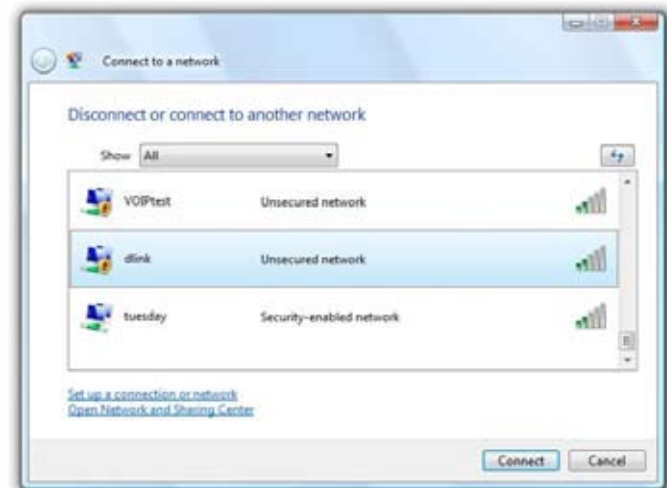 Connect to a network
Disconnect or connect to another network
Show All
VOIPtest Unsecured network
dlink Unsecured network
tuesday Security-enabled network
Set up a connection or network
Open Network and Sharing Center
Connect Cancel